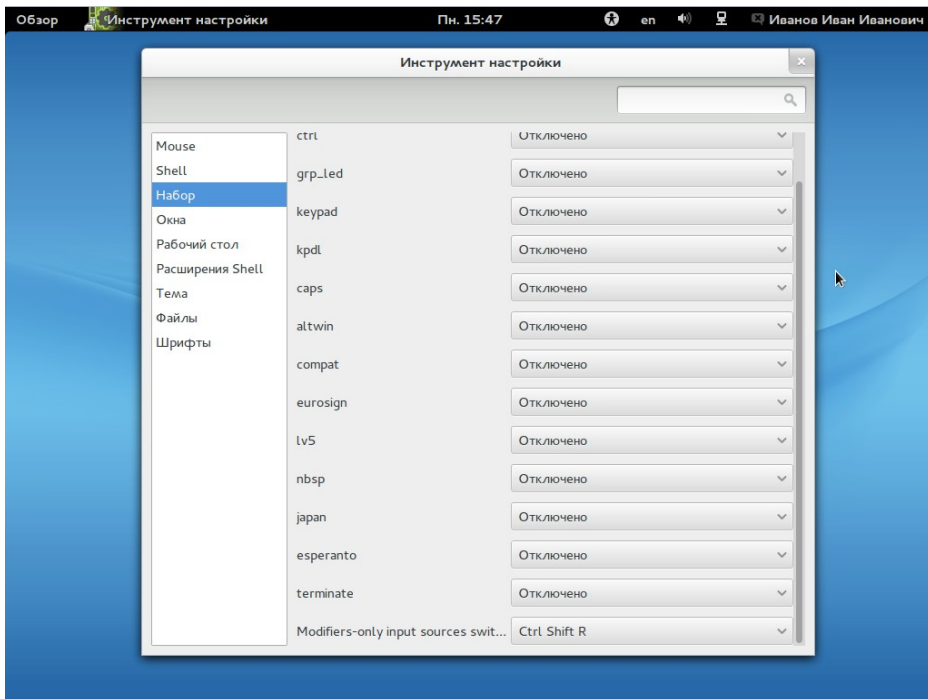 Обзор Инструмент настройки Пн. 15:47 en Иванов Иван Иванович
Инструмент настройки
Mouse
Shell
Набор
Окна
Рабочий стол
Расширения Shell
Тема
Файлы
Шрифты
ctrl Отключено
grp_led Отключено
keypad Отключено
kpdl Отключено
caps Отключено
altwin Отключено
compat Отключено
eurosign Отключено
lv5 Отключено
nbsp Отключено
japan Отключено
esperanto Отключено
terminate Отключено
Modifiers-only input sources swit... Ctrl Shift R